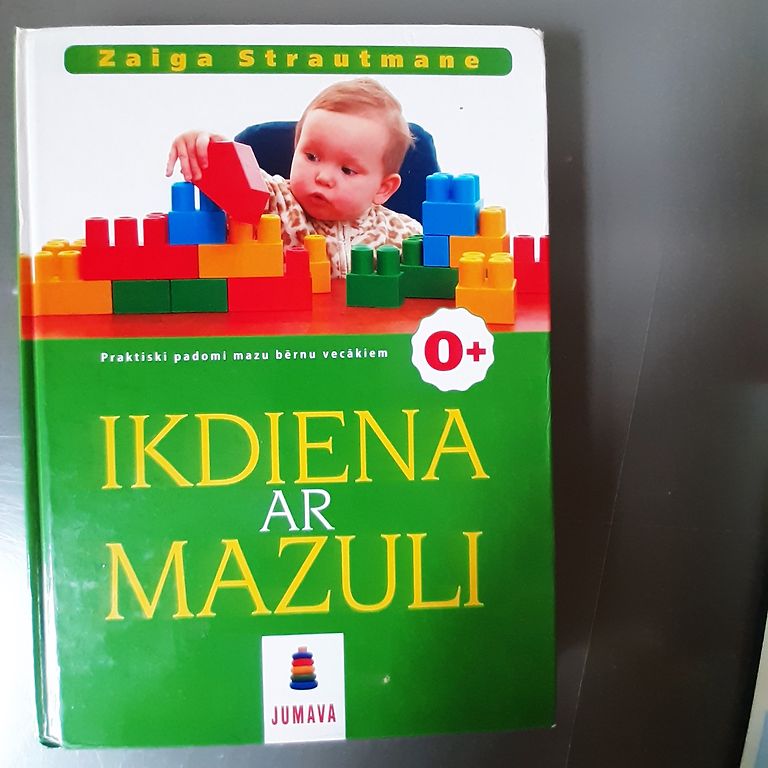 Zaiga Strautmane
Praktiski padomi mazu bērnu vecākiem
0+
IKDIENA
AR
MAZULI
JUMAVA